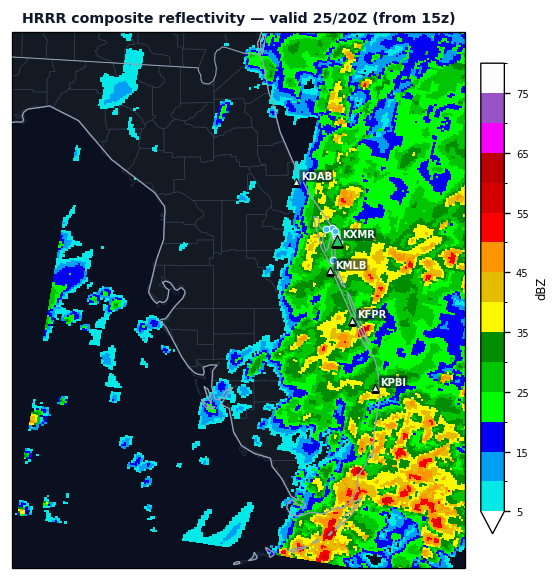 HRRR composite reflectivity — valid 25/20Z (from 15z)
75
65
55
45
35
25
15
5
dBZ
KDAB
KXMR
KMLB
KFPR
KPBI